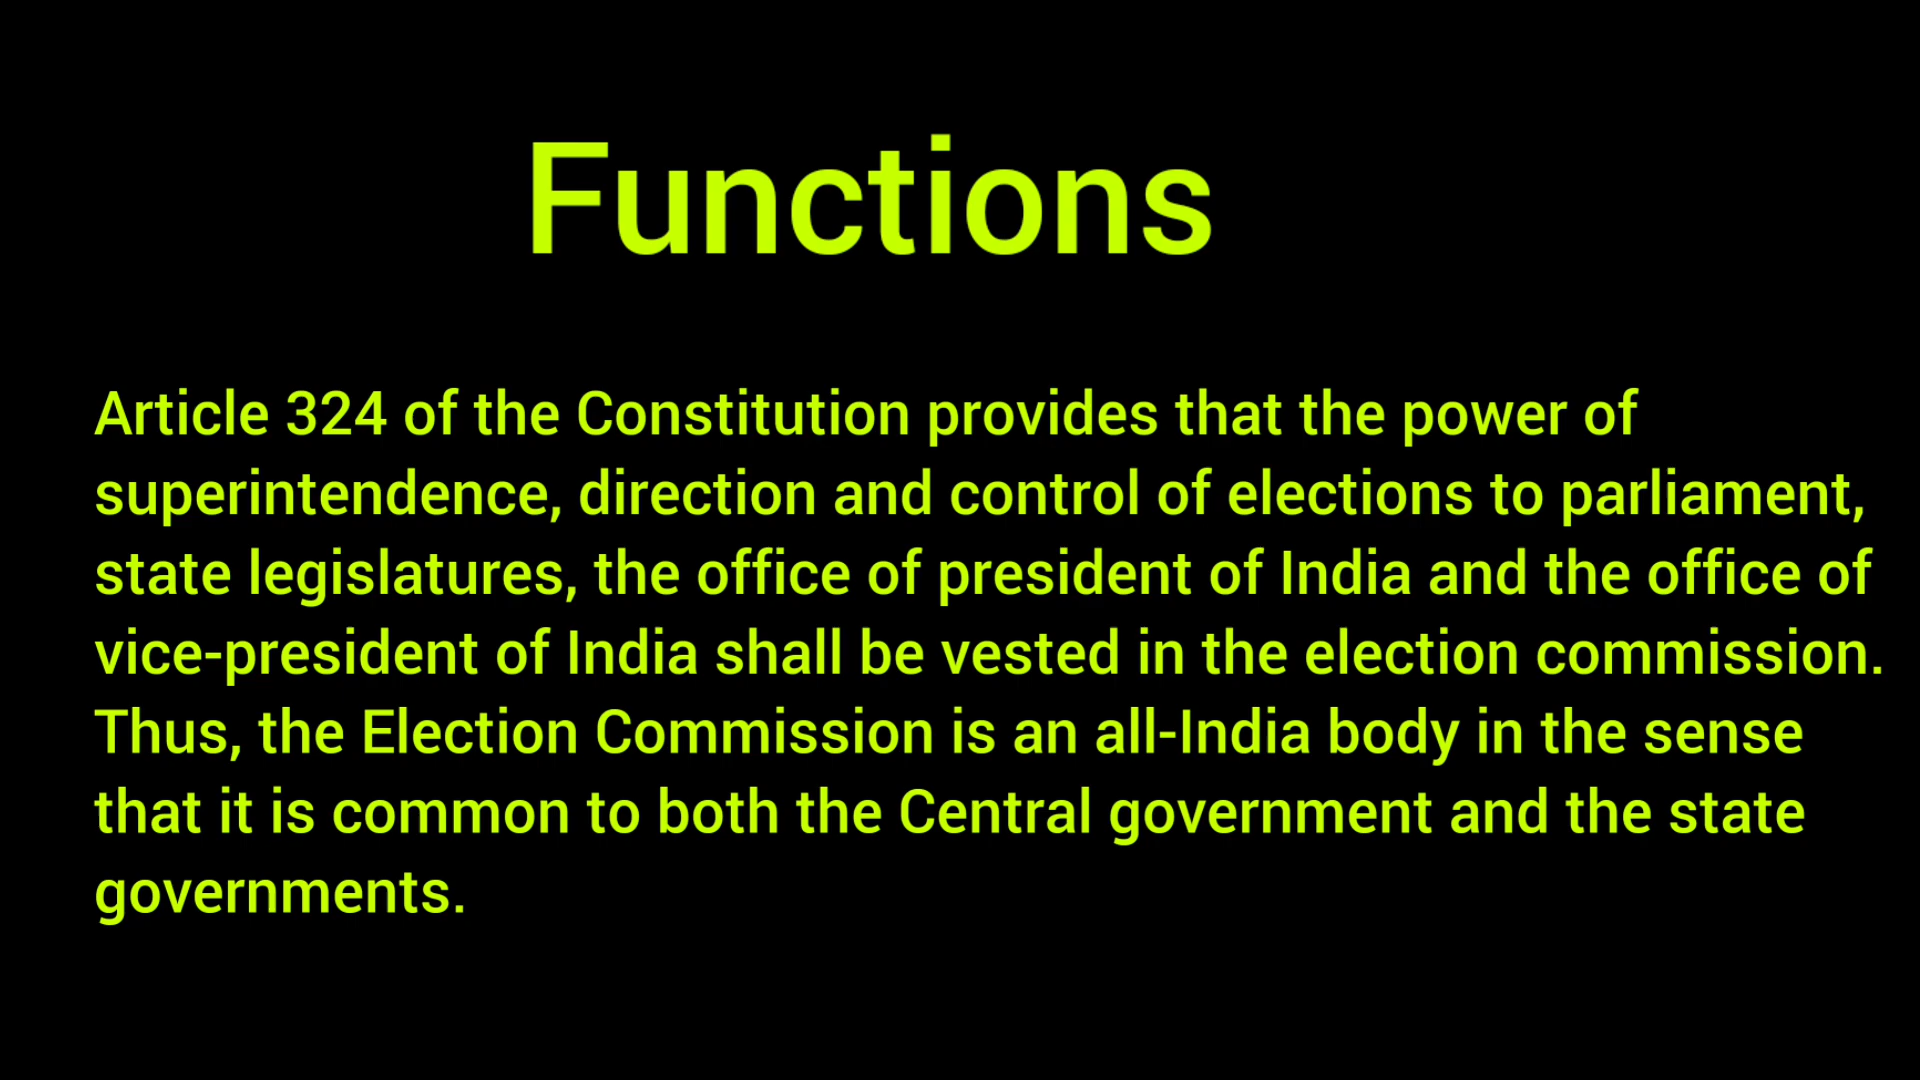 Functions
Article 324 of the Constitution provides that the power of
superintendence, direction and control of elections to parliament,
state legislatures, the office of president of India and the office of
vice-president of India shall be vested in the election commission.
Thus, the Election Commission is an all-India body in the sense
that it is common to both the Central government and the state
governments.